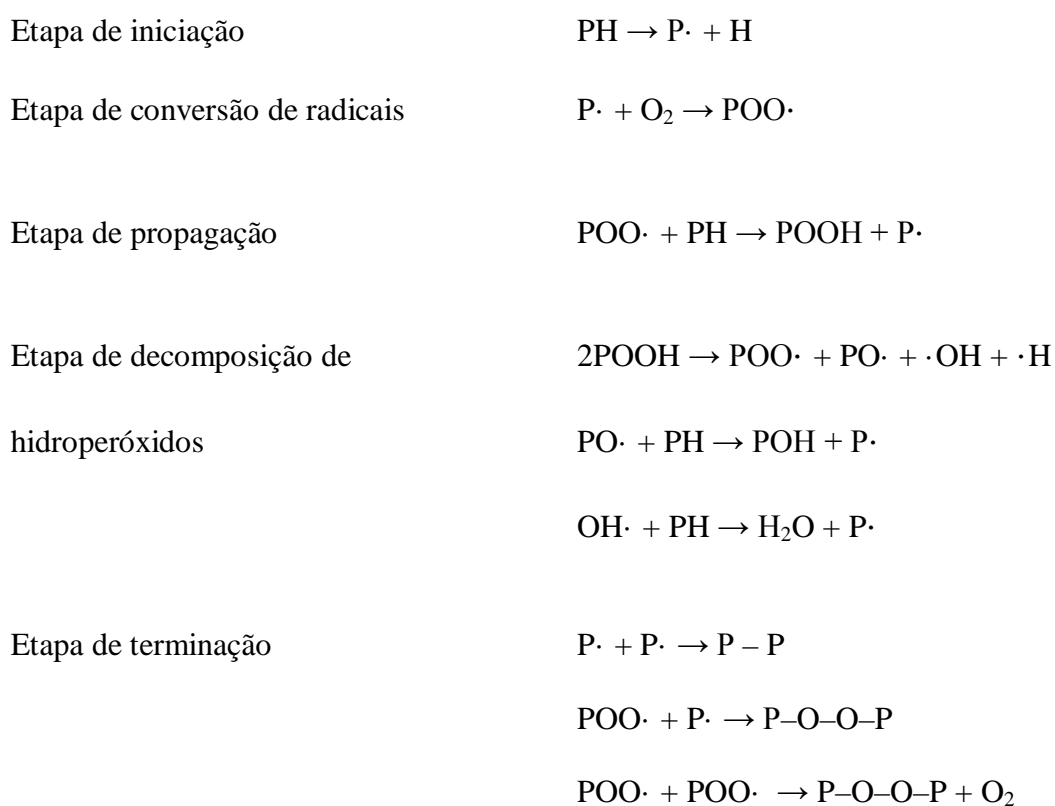 Etapa de iniciação PH → P· + H
Etapa de conversão de radicais P· + O₂ → POO·
Etapa de propagação POO· + PH → POOH + P·
Etapa de decomposição de 2POOH → POO· + PO· + ·OH + ·H
hidroperóxidos PO· + PH → POH + P·
OH· + PH → H₂O + P·
Etapa de terminação P· + P· → P – P
POO· + P· → P–O–O–P
POO· + POO· → P–O–O–P + O₂